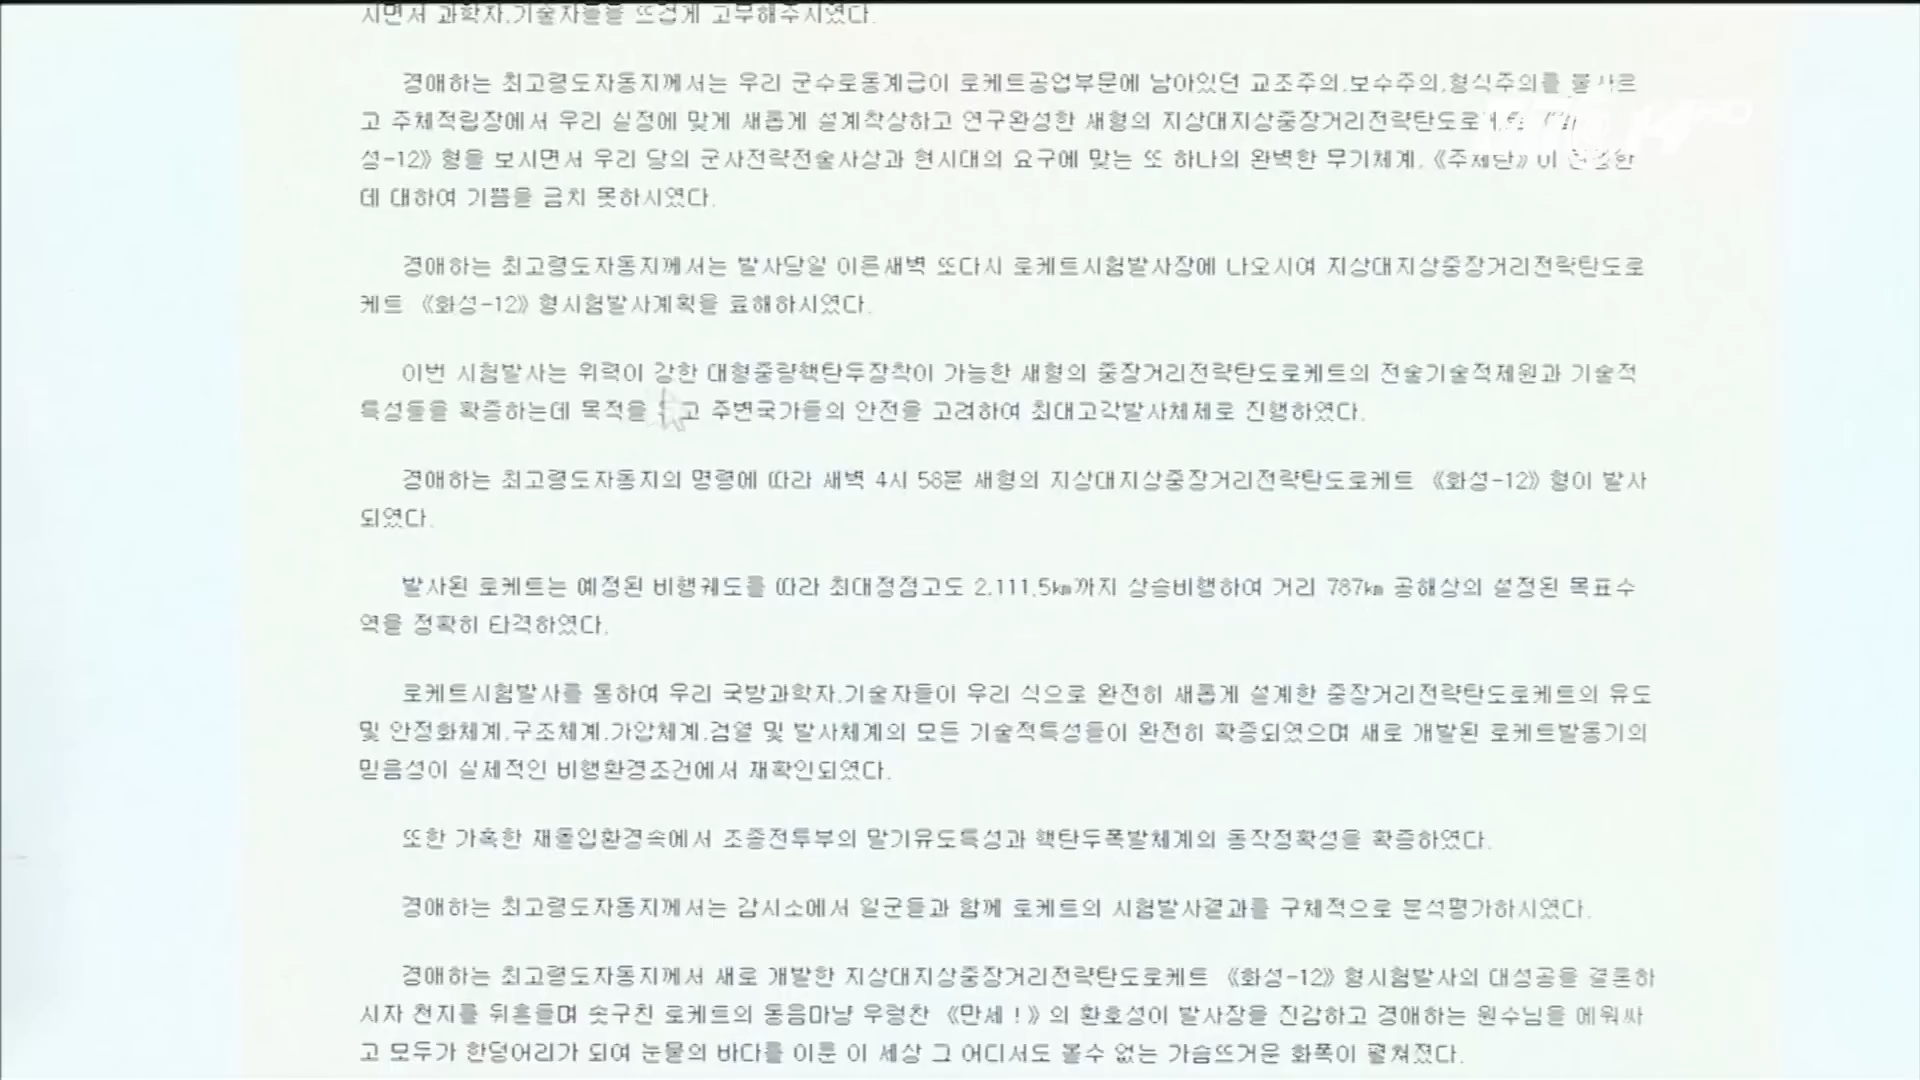 시면서 과학자,기술자들을 뜨겁게 고무해주시였다.
경애하는 최고령도자동지께서는 우리 군수로동계급이 로케트공업부문에 남아있던 교조주의,보수주의,형식주의를 불사르
고 주체적립장에서 우리 실정에 맞게 새롭게 설계착상하고 연구완성한 새형의 지상대지상중장거리전략탄도로
성-12》형을 보시면서 우리 당의 군사전략전술사상과 현시대의 요구에 맞는 또 하나의 완벽한 무기체계,《주체탄》이
데 대하여 기쁨을 금치 못하시였다.
경애하는 최고령도자동지께서는 발사당일 이른새벽 또다시 로케트시험발사장에 나오시여 지상대지상중장거리전략탄도로
케트 《화성-12》형시험발사계획을 료해하시였다.
이번 시험발사는 위력이 강한 대형중량핵탄두장착이 가능한 새형의 중장거리전략탄도로케트의 전술기술적제원과 기술적
특성들을 확증하는데 목적을 고 주변국가들의 안전을 고려하여 최대고각발사체제로 진행하였다.
경애하는 최고령도자동지의 명령에 따라 새벽 4시 58분 새형의 지상대지상중장거리전략탄도로케트 《화성-12》형이 발사
되였다.
발사된 로케트는 예정된 비행궤도를 따라 최대정점고도 2,111.5㎞까지 상승비행하여 거리 787㎞ 공해상의 설정된 목표수
역을 정확히 타격하였다.
로케트시험발사를 통하여 우리 국방과학자,기술자들이 우리 식으로 완전히 새롭게 설계한 중장거리전략탄도로케트의 유도
및 안정화체계,구조체계,가압체계,검열 및 발사체계의 모든 기술적특성들이 완전히 확증되였으며 새로 개발된 로케트발동기의
믿음성이 실제적인 비행환경조건에서 재확인되였다.
또한 가혹한 재돌입환경속에서 조종전투부의 말기유도특성과 핵탄두폭발체계의 동작정확성을 확증하였다.
경애하는 최고령도자동지께서는 감시소에서 일군들과 함께 로케트의 시험발사결과를 구체적으로 분석평가하시였다.
경애하는 최고령도자동지께서 새로 개발한 지상대지상중장거리전략탄도로케트 《화성-12》형시험발사의 대성공을 결론하
시자 천지를 뒤흔들며 솟구친 로케트의 동음마냥 우렁찬 《만세!》의 환호성이 발사장을 진감하고 경애하는 원수님을 에워싸
고 모두가 한덩어리가 되여 눈물의 바다를 이룬 이 세상 그 어디서도 볼수 없는 가슴뜨거운 화폭이 펼쳐졌다.